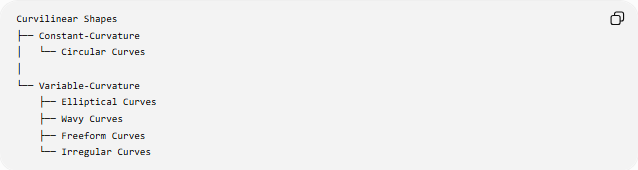 Curvilinear Shapes
├── Constant-Curvature
│   └── Circular Curves
│
└── Variable-Curvature
    ├── Elliptical Curves
    ├── Wavy Curves
    ├── Freeform Curves
    └── Irregular Curves